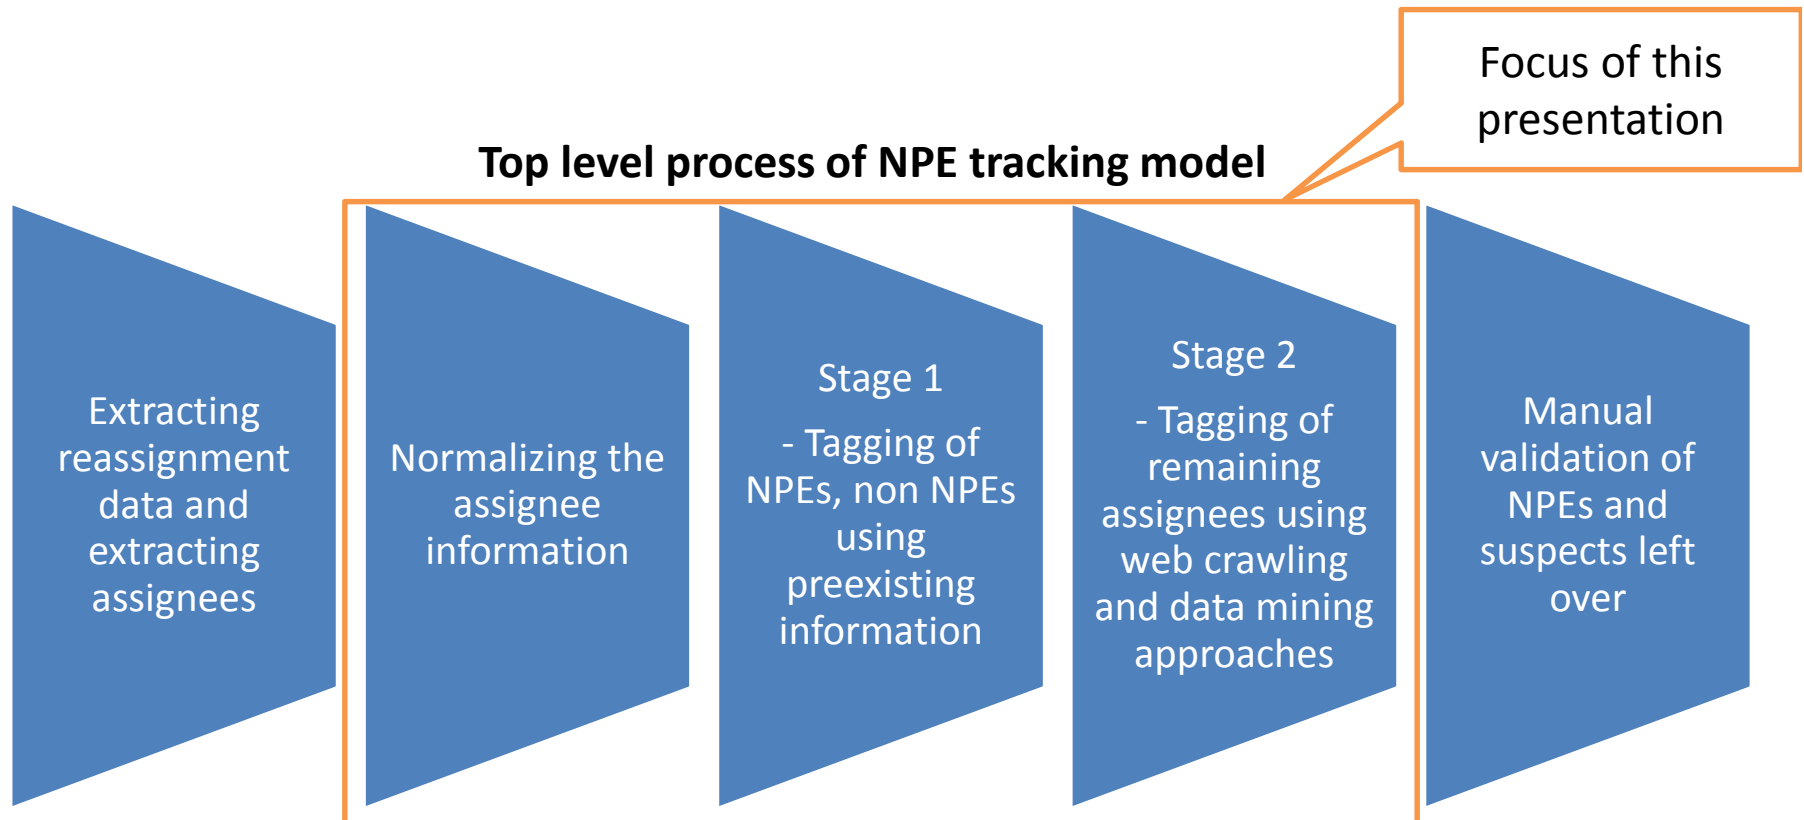 Focus of this
presentation
Top level process of NPE tracking model
Extracting
reassignment
data and
extracting
assignees
Normalizing the
assignee
information
Stage 1
- Tagging of
NPEs, non NPEs
using
preexisting
information
Stage 2
- Tagging of
remaining
assignees using
web crawling
and data mining
approaches
Manual
validation of
NPEs and
suspects left
over